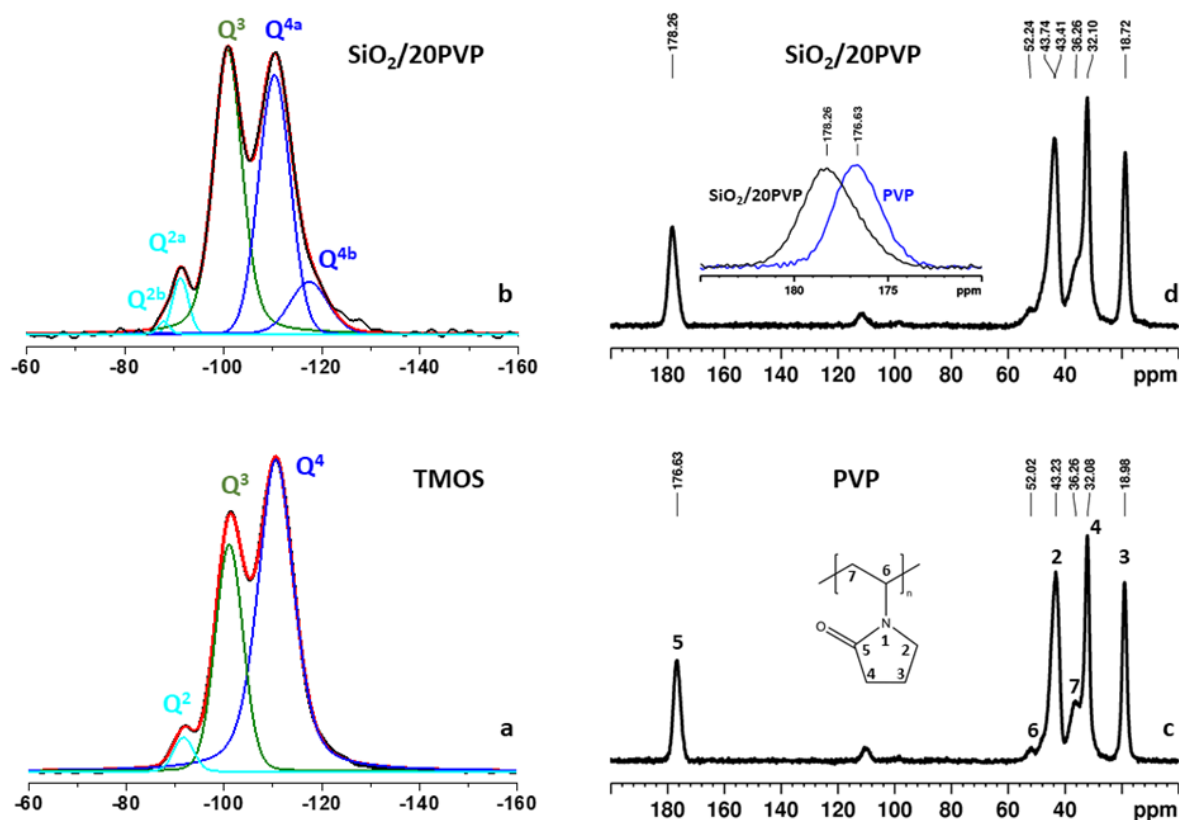 Q3
Q4a
SiO2/20PVP
Q2a
Q2b
Q4b
b
-60 -80 -100 -120 -140 -160
178.26
52.24
43.74
43.41
36.26
32.10
18.72
SiO2/20PVP
178.26
176.63
SiO2/20PVP
PVP
180 175 ppm
d
180 160 140 120 100 80 60 40 ppm
TMOS
Q4
Q3
Q2
a
-60 -80 -100 -120 -140 -160
176.63
52.02
43.23
36.26
32.08
18.98
PVP
4
2
3
5
7
6
7 6
n
N
O 1
5 2
4 3
c
180 160 140 120 100 80 60 40 ppm